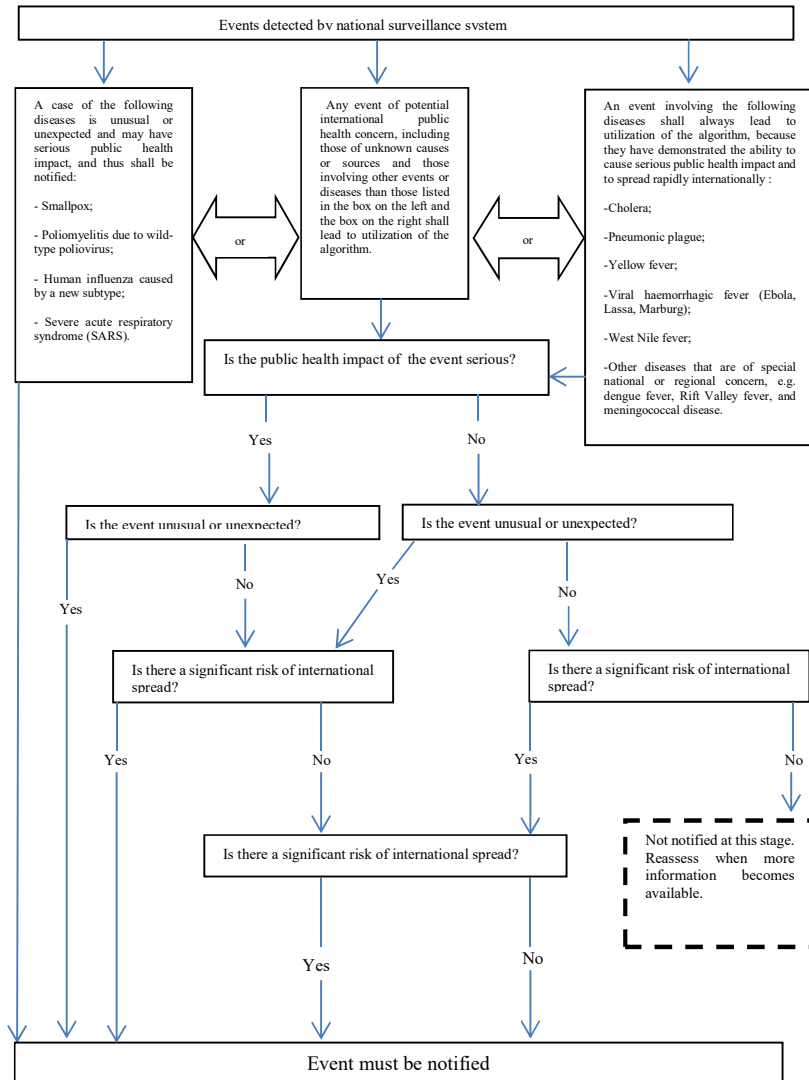 Events detected by national surveillance system
A case of the following
diseases is unusual or
unexpected and may have
serious public health
impact, and thus shall be
notified:
- Smallpox;
- Poliomyelitis due to wild-
type poliovirus;
- Human influenza caused
by a new subtype;
- Severe acute respiratory
syndrome (SARS).
or
Any event of potential
international public
health concern, including
those of unknown causes
or sources and those
involving other events or
diseases than those listed
in the box on the left and
the box on the right shall
lead to utilization of the
algorithm.
or
An event involving the following
diseases shall always lead to
utilization of the algorithm, because
they have demonstrated the ability to
cause serious public health impact and
to spread rapidly internationally :
-Cholera;
-Pneumonic plague;
-Yellow fever;
-Viral haemorrhagic fever (Ebola,
Lassa, Marburg);
-West Nile fever;
-Other diseases that are of special
national or regional concern, e.g.
dengue fever, Rift Valley fever, and
meningococcal disease.
Is the public health impact of the event serious?
Yes
No
Is the event unusual or unexpected?
Is the event unusual or unexpected?
Yes
No
Yes
No
Is there a significant risk of international
spread?
Is there a significant risk of international
spread?
Yes
No
Yes
No
Is there a significant risk of international spread?
Not notified at this stage.
Reassess when more
information becomes
available.
Yes
No
Event must be notified